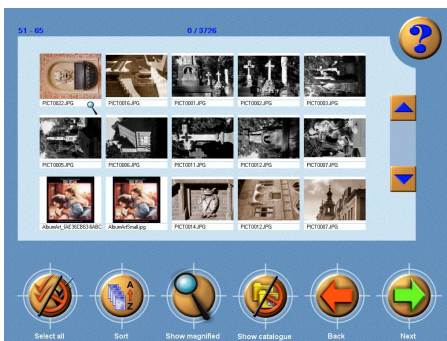 51 - 65
0 / 3726
PICT0022.JPG
PICT0016.JPG
PICT0001.JPG
PICT0002.JPG
PICT0003.JPG
PICT0005.JPG
PICT0006.JPG
PICT0011.JPG
PICT0012.JPG
PICT0007.JPG
AlbumArtSmall.jpg
PICT0014.JPG
PICT0012.JPG
PICT0007.JPG
Select all
Sort
Show magnified
Show catalogue
Back
Next